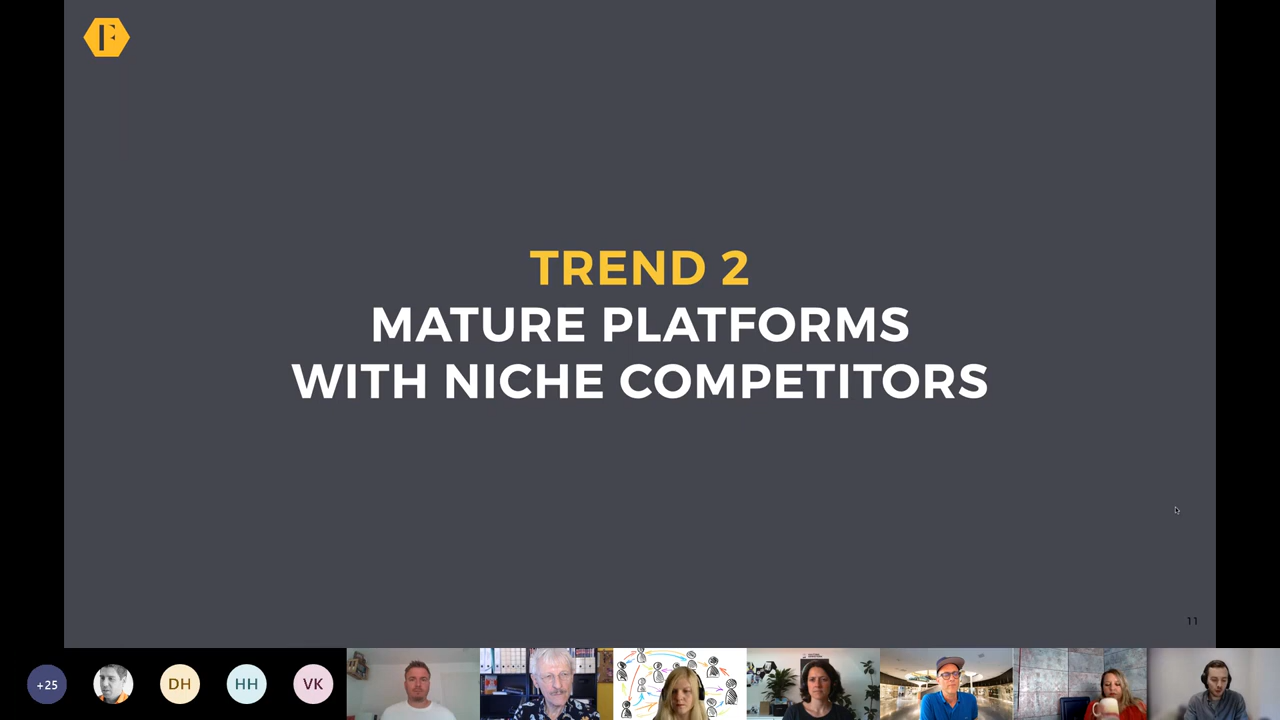 F
TREND 2
MATURE PLATFORMS
WITH NICHE COMPETITORS
11
+25
DH
HH
VK